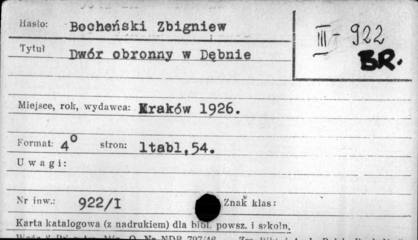 Hasło: Bocheński Zbigniew
III - 922
BR.
Tytuł Dwór obronny w Dębnie
Miejsce, rok, wydawca: Kraków 1926.
Format: 4° stron: 1tabl,54.
Uwagi:
Nr inw.: 922/I Znak klas:
Karta katalogowa (z nadrukiem) dla bibl. powsz. i szkoln.